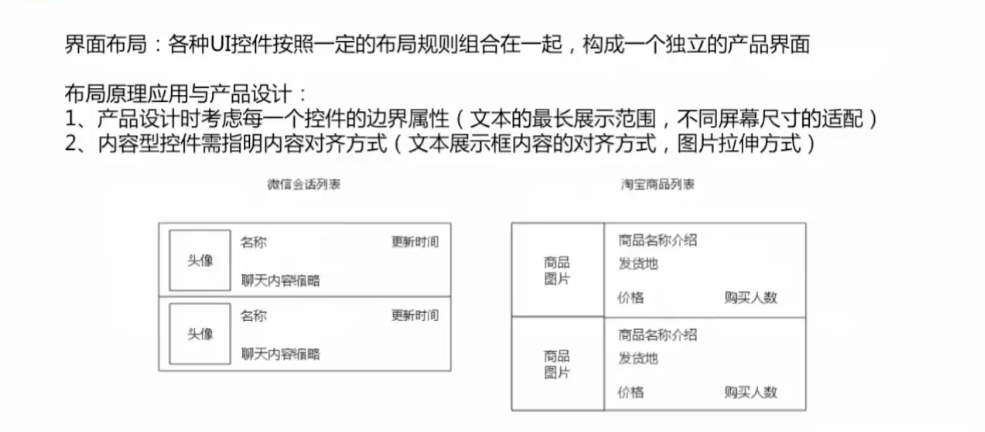 界面布局：各种UI控件按照一定的布局规则组合在一起，构成一个独立的产品界面
布局原理应用与产品设计：
1、产品设计时考虑每一个控件的边界属性（文本的最长展示范围，不同屏幕尺寸的适配）
2、内容型控件需指明内容对齐方式（文本展示框内容的对齐方式，图片拉伸方式）
微信会话列表
头像
名称
更新时间
聊天内容缩略
头像
名称
更新时间
聊天内容缩略
淘宝商品列表
商品
图片
商品名称介绍
发货地
价格
购买人数
商品
图片
商品名称介绍
发货地
价格
购买人数